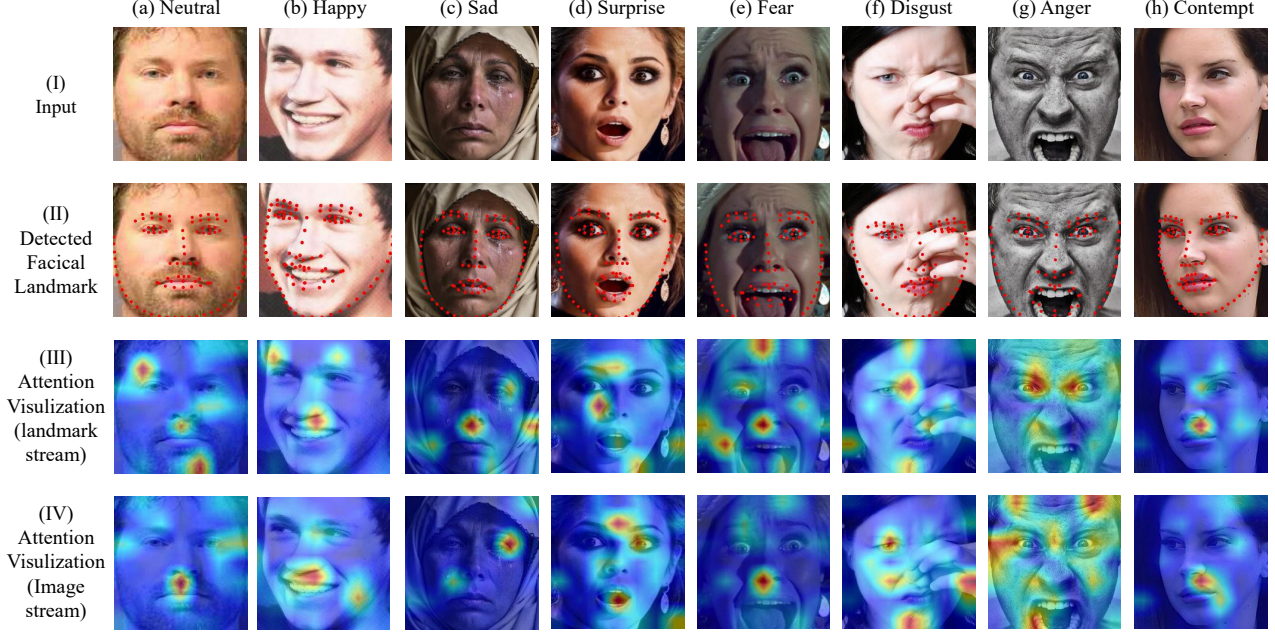 (a) Neutral (b) Happy (c) Sad (d) Surprise (e) Fear (f) Disgust (g) Anger (h) Contempt
(I)
Input
(II)
Detected
Facical
Landmark
(III)
Attention
Visulization
(landmark
stream)
(IV)
Attention
Visulization
(Image
stream)